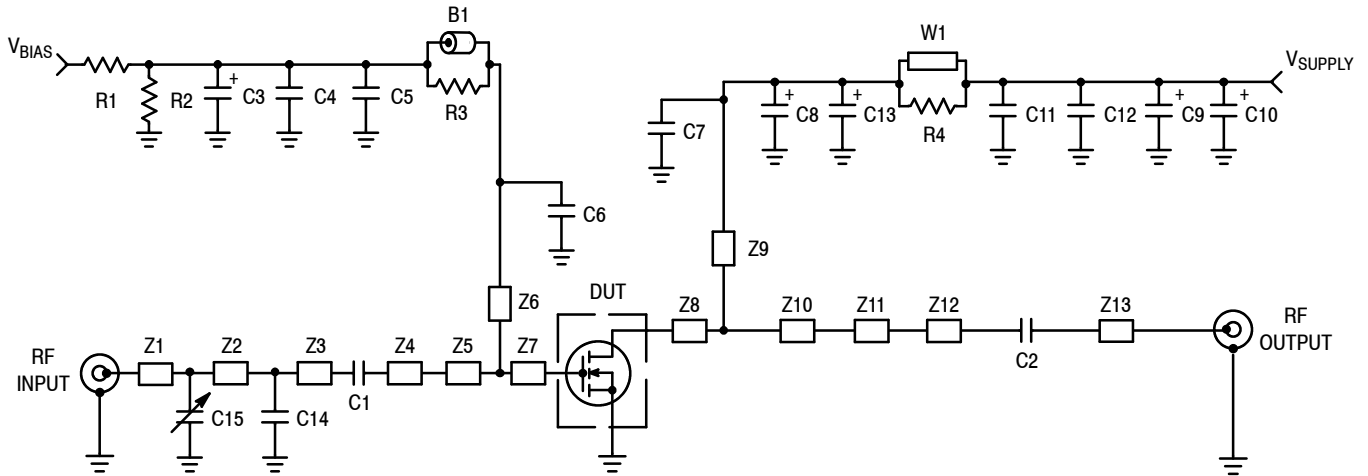 B1
W1
V_BIAS
V_SUPPLY
R1
R2
+
C3
C4
C5
R3
C7
+
C8
+
C13
R4
C11
C12
+
C9
+
C10
C6
Z9
Z6
DUT
Z8
Z10
Z11
Z12
Z13
RF
OUTPUT
C2
RF
INPUT
Z1
Z2
Z3
Z4
Z5
Z7
C1
C15
C14